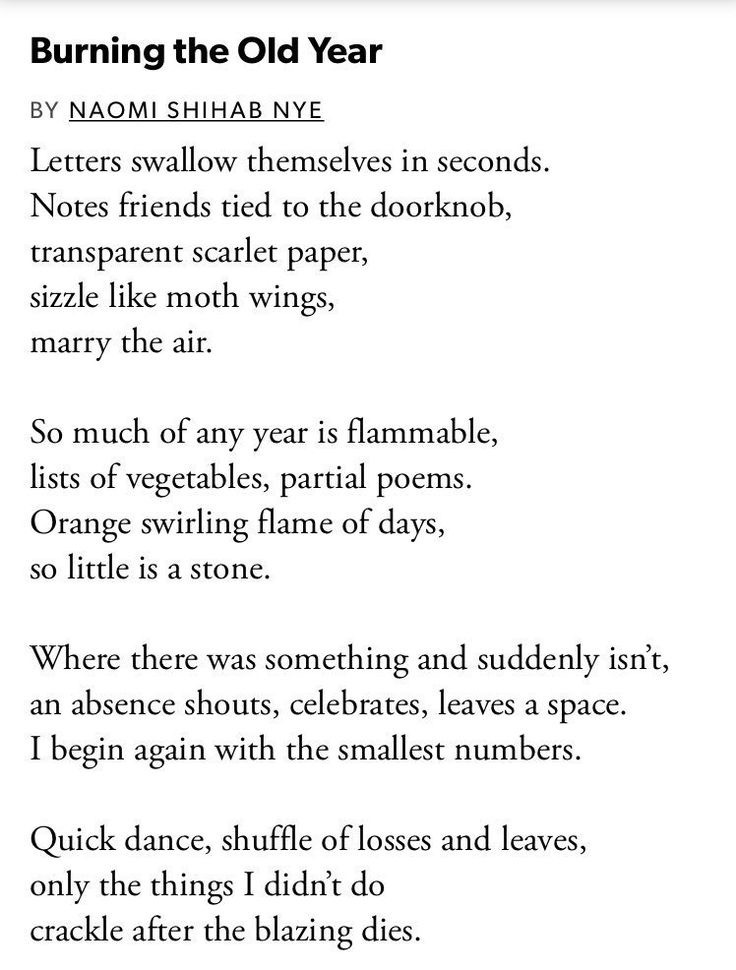 Burning the Old Year
BY NAOMI SHIHAB NYE
Letters swallow themselves in seconds.
Notes friends tied to the doorknob,
transparent scarlet paper,
sizzle like moth wings,
marry the air.
So much of any year is flammable,
lists of vegetables, partial poems.
Orange swirling flame of days,
so little is a stone.
Where there was something and suddenly isn’t,
an absence shouts, celebrates, leaves a space.
I begin again with the smallest numbers.
Quick dance, shuffle of losses and leaves,
only the things I didn’t do
crackle after the blazing dies.